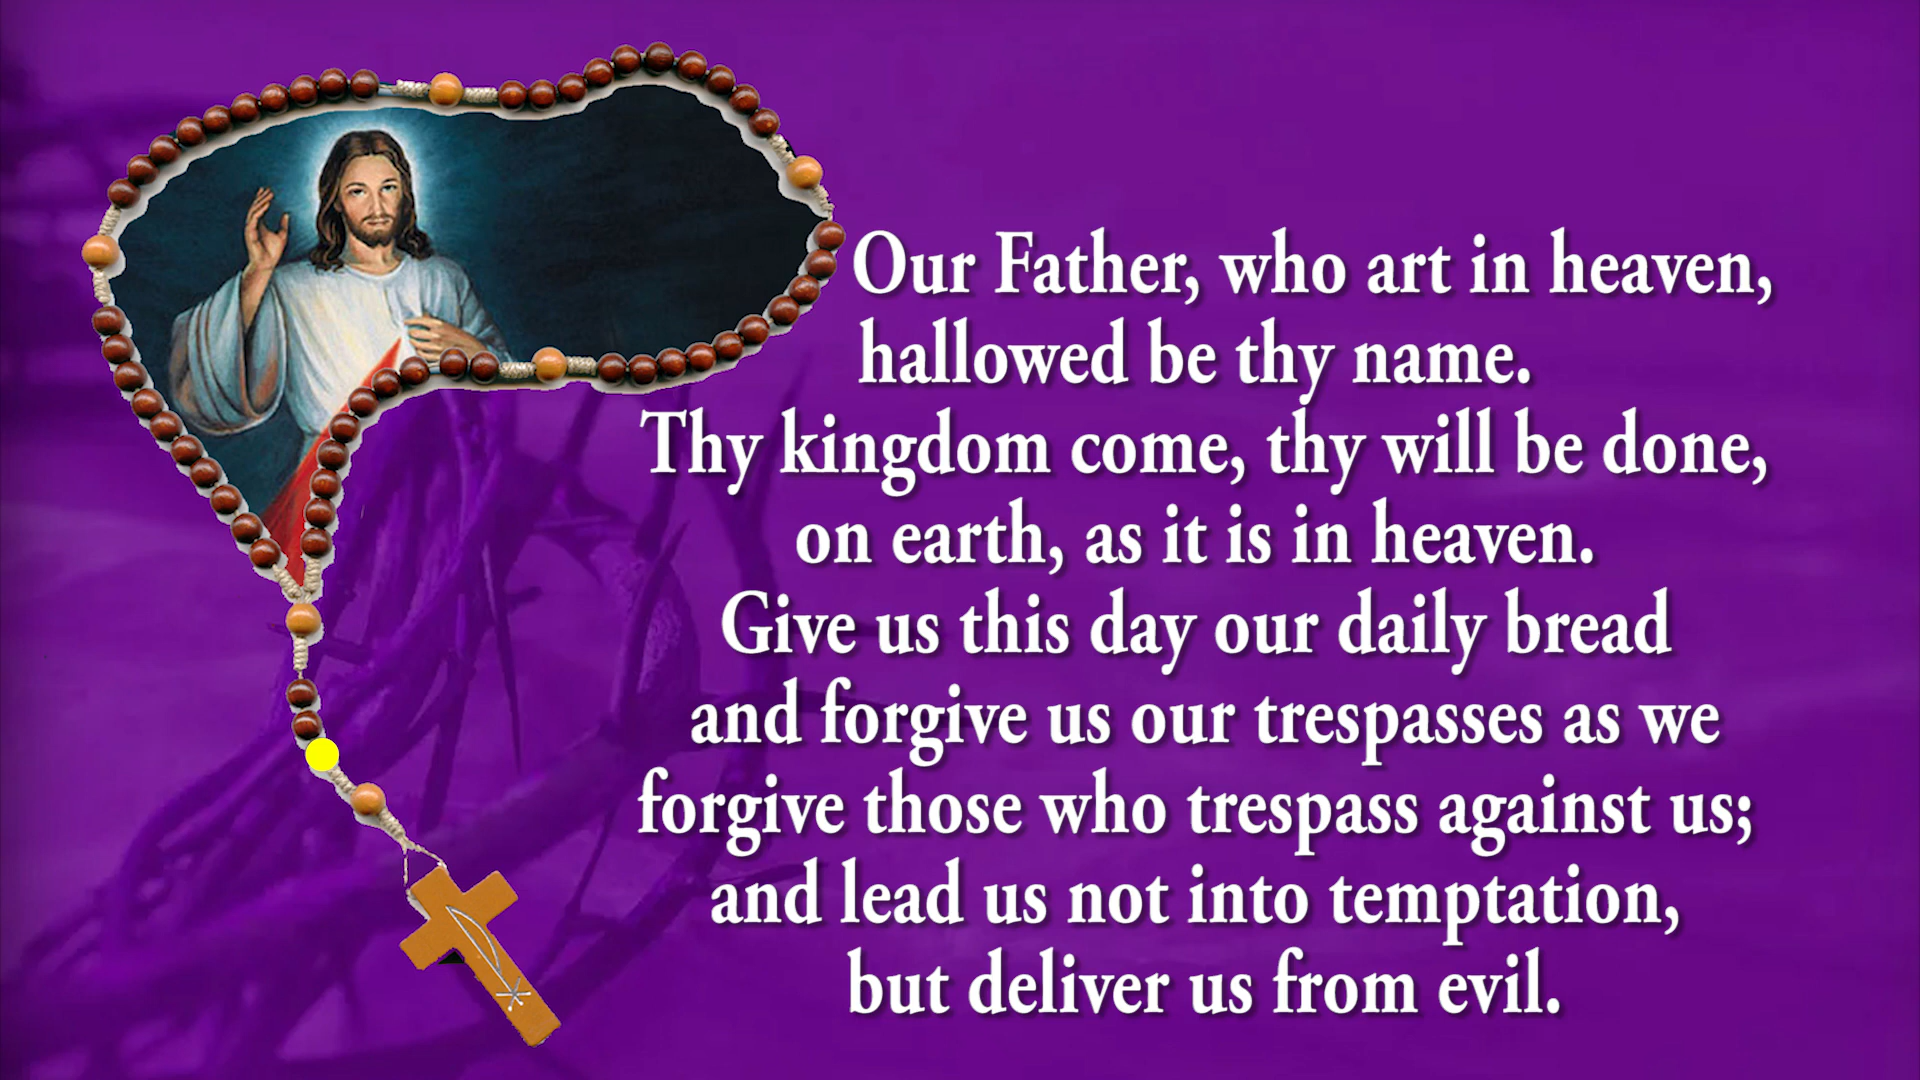 Our Father, who art in heaven,
hallowed be thy name.
Thy kingdom come, thy will be done,
on earth, as it is in heaven.
Give us this day our daily bread
and forgive us our trespasses as we
forgive those who trespass against us;
and lead us not into temptation,
but deliver us from evil.